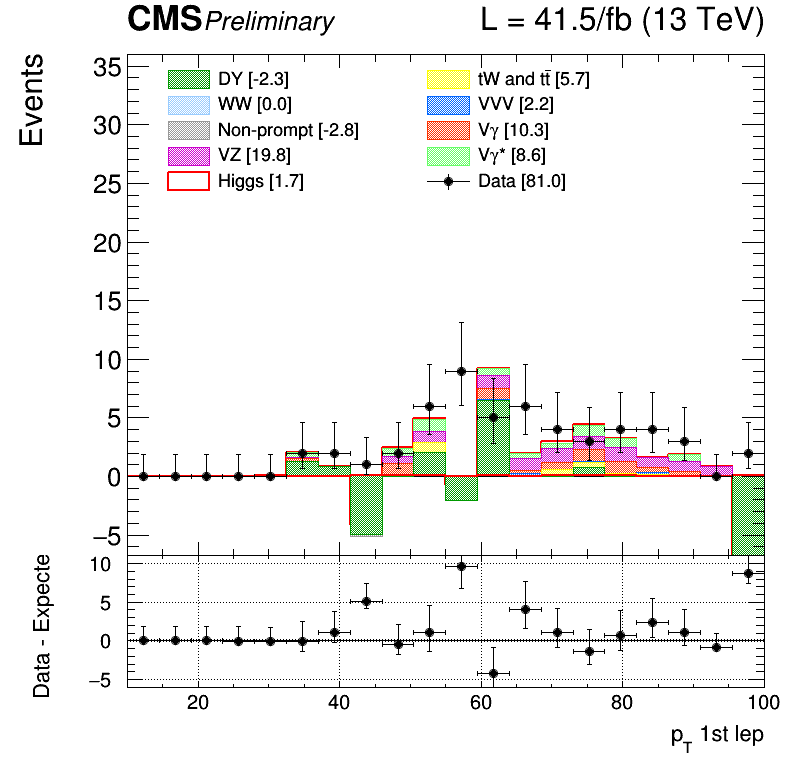 CMS Preliminary L = 41.5/fb (13 TeV)
Events
35
30
25
20
15
10
5
0
−5
DY [-2.3]
WW [0.0]
Non-prompt [-2.8]
VZ [19.8]
Higgs [1.7]
tW and tt̄ [5.7]
VVV [2.2]
Vγ [10.3]
Vγ* [8.6]
Data [81.0]
Data - Expecte
10
5
0
−5
20 40 60 80 100
p_T 1st lep